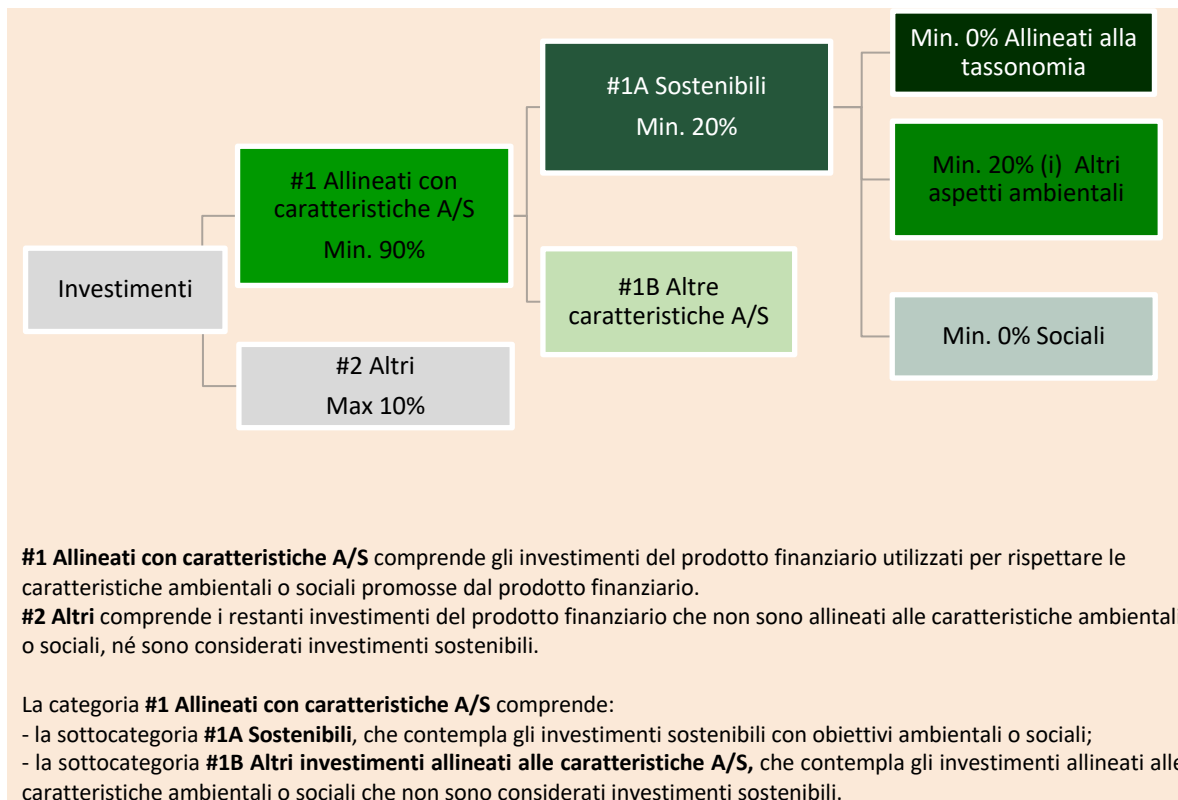 Min. 0% Allineati alla
tassonomia
#1A Sostenibili
Min. 20%
#1 Allineati con
caratteristiche A/S
Min. 90%
Min. 20% (i) Altri
aspetti ambientali
Investimenti
#1B Altre
caratteristiche A/S
Min. 0% Sociali
#2 Altri
Max 10%
#1 Allineati con caratteristiche A/S comprende gli investimenti del prodotto finanziario utilizzati per rispettare le
caratteristiche ambientali o sociali promosse dal prodotto finanziario.
#2 Altri comprende i restanti investimenti del prodotto finanziario che non sono allineati alle caratteristiche ambientali
o sociali, né sono considerati investimenti sostenibili.
La categoria #1 Allineati con caratteristiche A/S comprende:
- la sottocategoria #1A Sostenibili, che contempla gli investimenti sostenibili con obiettivi ambientali o sociali;
- la sottocategoria #1B Altri investimenti allineati alle caratteristiche A/S, che contempla gli investimenti allineati alle
caratteristiche ambientali o sociali che non sono considerati investimenti sostenibili.